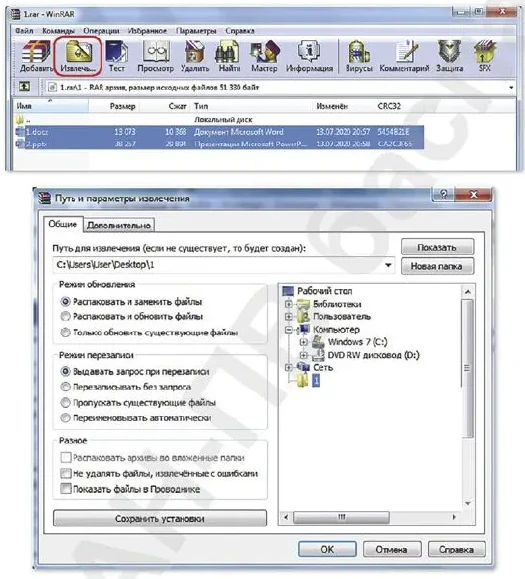 1.rar - WinRAR
Файл Команды Операции Избранное Параметры Справка
Добавить Извлечь... Тест Просмотр Удалить Найти Мастер Информация Вирусы Комментарий Защита SFX
1.rar\1 - RAR архив, размер исходных файлов 51 330 байт
Имя Размер Сжат Тип Изменён CRC32
.. Локальный диск
1.docx 13 073 10 366 Документ Microsoft Word 13.07.2020 20:57 5454B21E
2.pptx 38 257 Презентация Microsoft PowerP... 13.07.2020 20:58
Путь и параметры извлечения
Общие Дополнительно
Путь для извлечения (если не существует, то будет создан):
Показать
C:\Users\User\Desktop\1
Новая папка
Режим обновления
Распаковать и заменить файлы
Распаковать и обновить файлы
Только обновить существующие файлы
Режим перезаписи
Выдавать запрос при перезаписи
Перезаписывать без запроса
Пропускать существующие файлы
Переименовывать автоматически
Разное
Распаковать архивы во вложенные папки
Не удалять файлы, извлечённые с ошибками
Показать файлы в Проводнике
Сохранить установки
Рабочий стол
Библиотеки
Пользователь
Компьютер
Windows 7 (C:)
DVD RW дисковод (D:)
Сеть
1
OK Отмена Справка